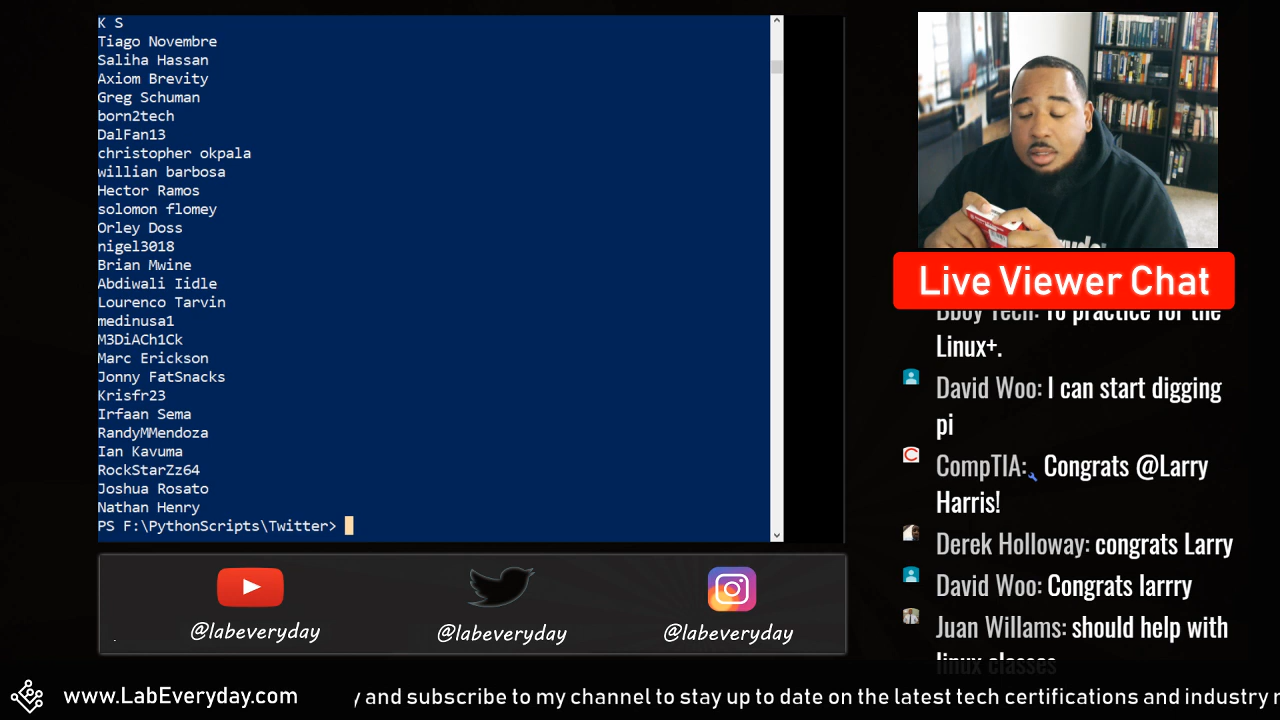 K S
Tiago Novembre
Saliha Hassan
Axiom Brevity
Greg Schuman
born2tech
DalFan13
christopher okpala
willian barbosa
Hector Ramos
solomon flomey
Orley Doss
nigel3018
Brian Mwine
Abdiwali Iidle
Lourenco Tarvin
medinusa1
M3DiACh1Ck
Marc Erickson
Jonny FatSnacks
Krisfr23
Irfaan Sema
RandyMMendoza
Ian Kavuma
RockStarZz64
Joshua Rosato
Nathan Henry
PS F:\PythonScripts\Twitter>
Live Viewer Chat
Bboy Tech: To practice for the
Linux+.
David Woo: I can start digging
pi
CompTIA: Congrats @Larry
Harris!
Derek Holloway: congrats Larry
David Woo: Congrats larrry
Juan Willams: should help with
linux classes
@labeveryday
@labeveryday
@labeveryday
www.LabEveryday.com
y and subscribe to my channel to stay up to date on the latest tech certifications and industry